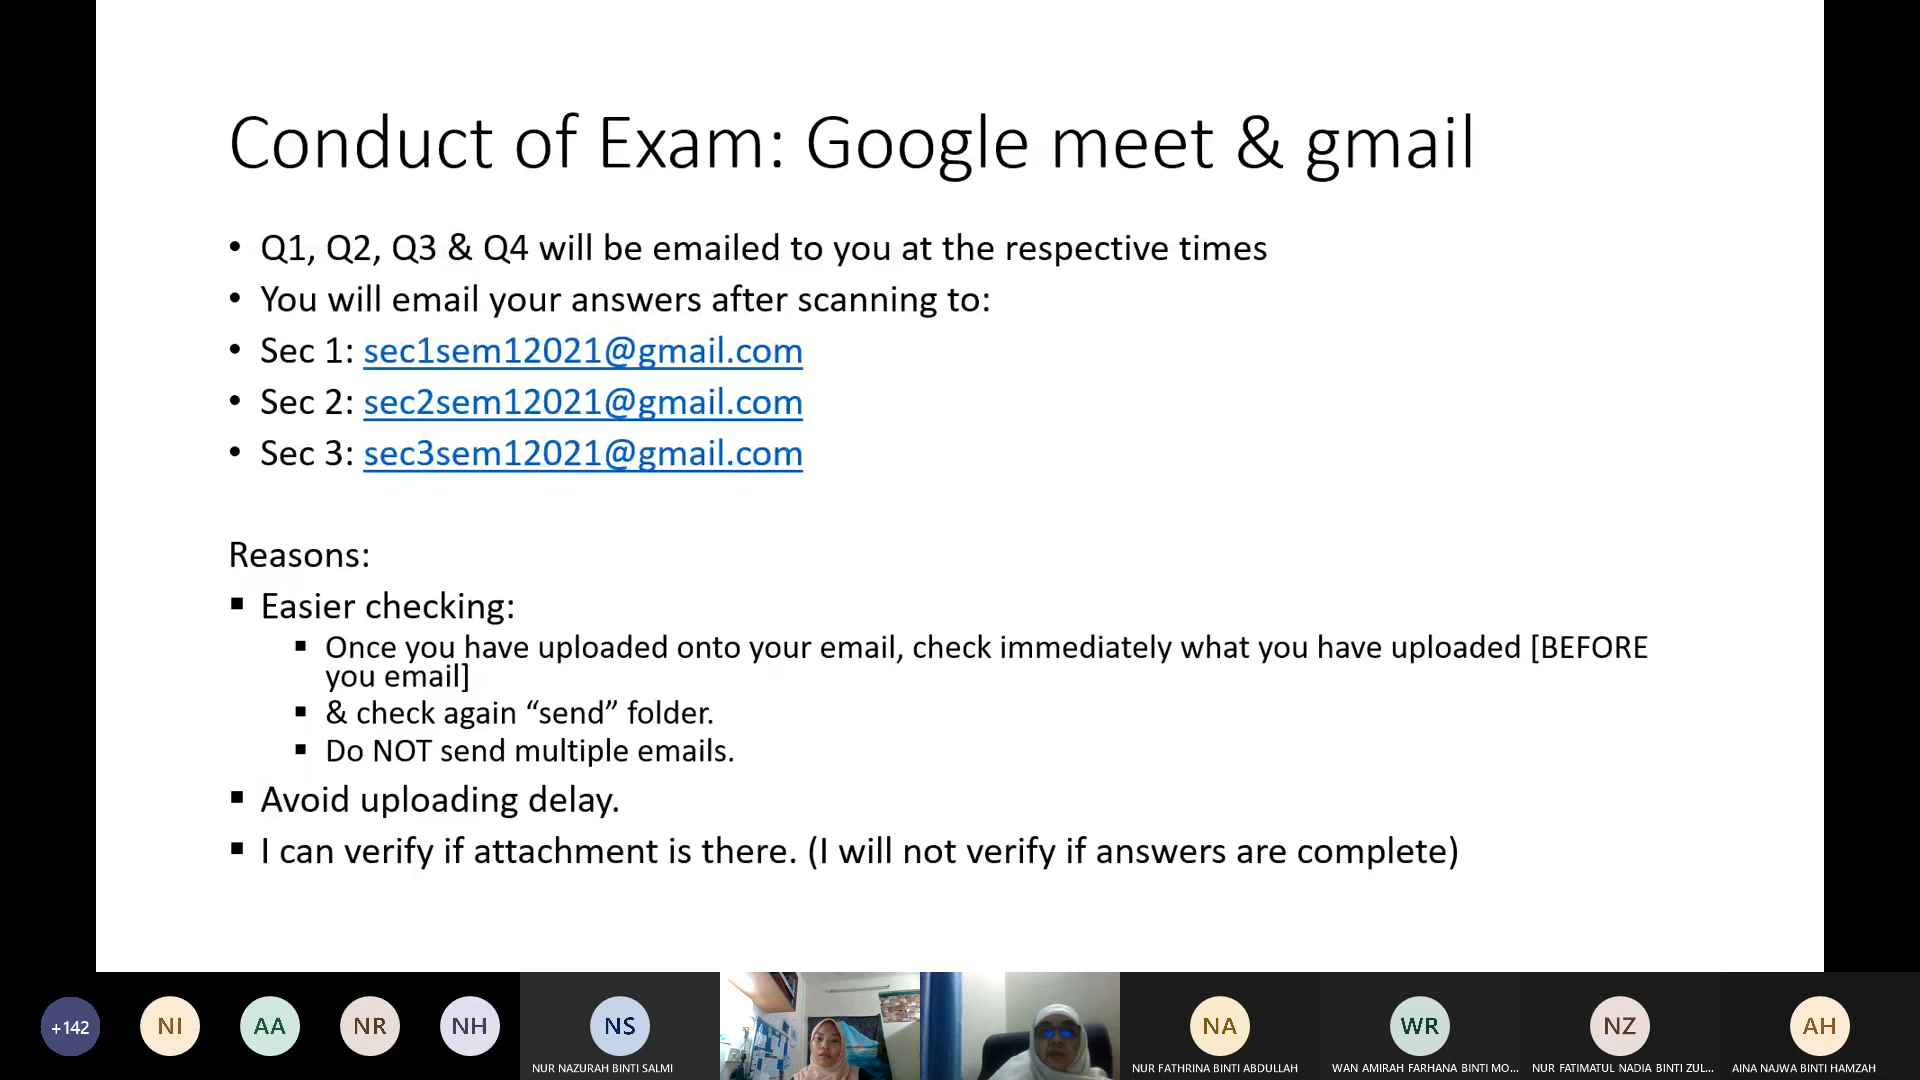 Conduct of Exam: Google meet & gmail
• Q1, Q2, Q3 & Q4 will be emailed to you at the respective times
• You will email your answers after scanning to:
• Sec 1: sec1sem12021@gmail.com
• Sec 2: sec2sem12021@gmail.com
• Sec 3: sec3sem12021@gmail.com
Reasons:
▪ Easier checking:
▪ Once you have uploaded onto your email, check immediately what you have uploaded [BEFORE
you email]
▪ & check again “send” folder.
▪ Do NOT send multiple emails.
▪ Avoid uploading delay.
▪ I can verify if attachment is there. (I will not verify if answers are complete)
+142 NI AA NR NH NS NA WR NZ AH
NUR NAZURAH BINTI SALMI NUR FATHRINA BINTI ABDULLAH WAN AMIRAH FARHANA BINTI MO... NUR FATIMATUL NADIA BINTI ZUL... AINA NAJWA BINTI HAMZAH